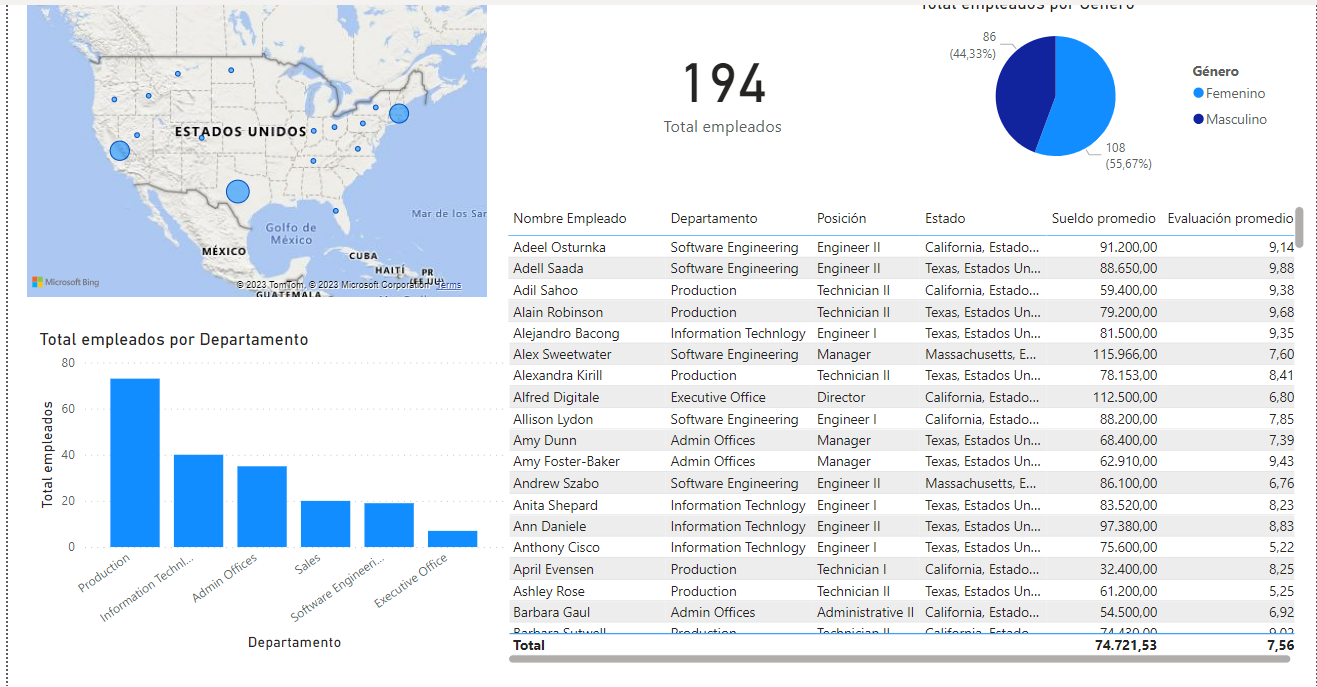 ESTADOS UNIDOS
Mar de los Sar
Golfo de
México
MÉXICO
CUBA
HAITÍ
PR
(EE.UU.)
GUATEMALA
Microsoft Bing
© 2023 TomTom, © 2023 Microsoft Corporation Terms
194
Total empleados
Total empleados por Género
86
(44,33%)
108
(55,67%)
Género
Femenino
Masculino
Total empleados por Departamento
Total empleados
80
60
40
20
0
Production
Information Techni...
Admin Offices
Sales
Software Engineeri...
Executive Office
Departamento
Nombre Empleado Departamento Posición Estado Sueldo promedio Evaluación promedio
Adeel Osturnka Software Engineering Engineer II California, Estado... 91.200,00 9,14
Adell Saada Software Engineering Engineer II Texas, Estados Un... 88.650,00 9,88
Adil Sahoo Production Technician II California, Estado... 59.400,00 9,38
Alain Robinson Production Technician II Texas, Estados Un... 79.200,00 9,68
Alejandro Bacong Information Technlogy Engineer I Texas, Estados Un... 81.500,00 9,35
Alex Sweetwater Software Engineering Manager Massachusetts, E... 115.966,00 7,60
Alexandra Kirill Production Technician II Texas, Estados Un... 78.153,00 8,41
Alfred Digitale Executive Office Director California, Estado... 112.500,00 6,80
Allison Lydon Software Engineering Engineer I California, Estado... 88.200,00 7,85
Amy Dunn Admin Offices Manager Texas, Estados Un... 68.400,00 7,39
Amy Foster-Baker Admin Offices Manager Texas, Estados Un... 62.910,00 9,43
Andrew Szabo Software Engineering Engineer II Massachusetts, E... 86.100,00 6,76
Anita Shepard Information Technlogy Engineer I Texas, Estados Un... 83.520,00 8,23
Ann Daniele Information Technlogy Engineer II Texas, Estados Un... 97.380,00 8,83
Anthony Cisco Information Technlogy Engineer I Texas, Estados Un... 75.600,00 5,22
April Evensen Production Technician I California, Estado... 32.400,00 8,25
Ashley Rose Production Technician II Texas, Estados Un... 61.200,00 5,25
Barbara Gaul Admin Offices Administrative II California, Estado... 54.500,00 6,92
Barbara Sutwell Production Technician II California, Estado... 74.430,00 9,02
Total 74.721,53 7,56